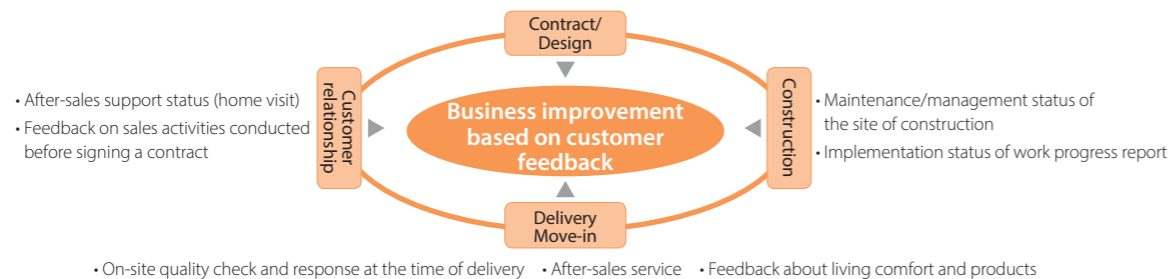 Contract/
Design
Customer
relationship
• After-sales support status (home visit)
• Feedback on sales activities conducted
before signing a contract
Business improvement
based on customer
feedback
Construction
• Maintenance/management status of
the site of construction
• Implementation status of work progress report
Delivery
Move-in
• On-site quality check and response at the time of delivery • After-sales service • Feedback about living comfort and products